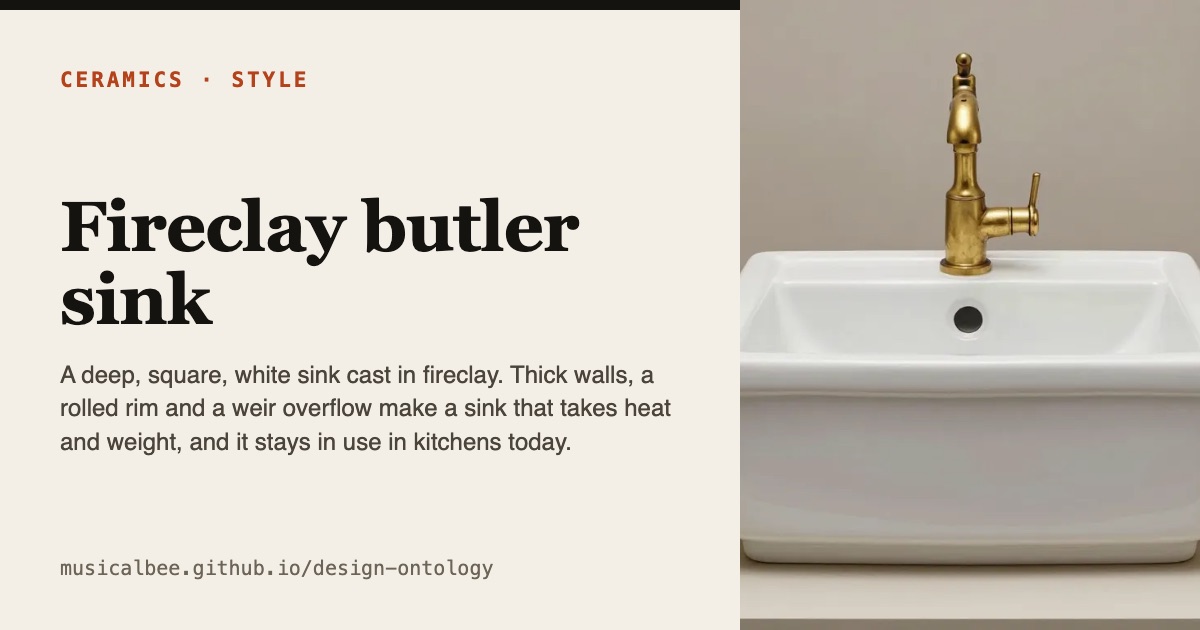 CERAMICS · STYLE
Fireclay butler
sink
A deep, square, white sink cast in fireclay. Thick walls, a
rolled rim and a weir overflow make a sink that takes heat
and weight, and it stays in use in kitchens today.
musicalbee.github.io/design-ontology